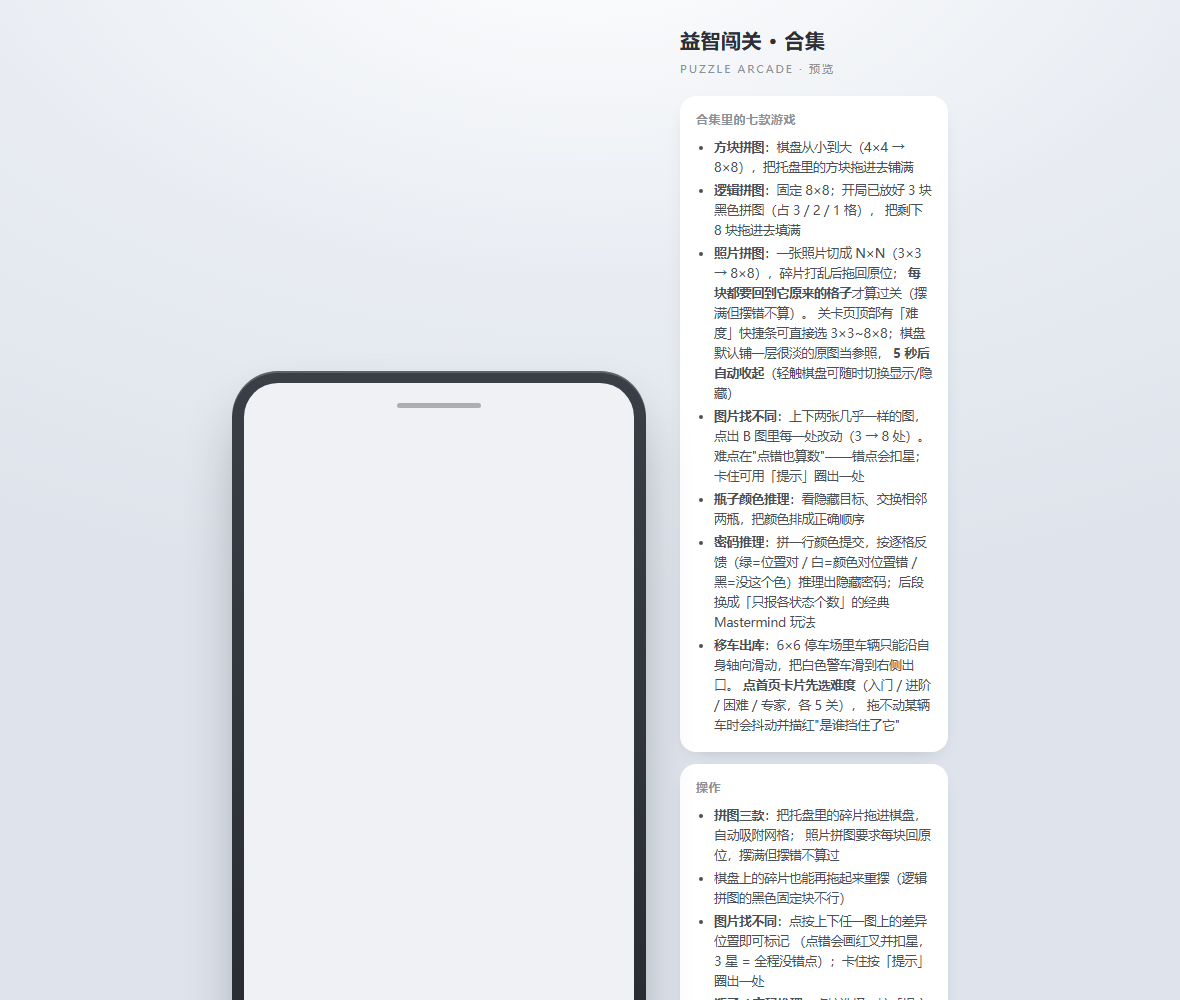 益智闯关 · 合集
PUZZLE ARCADE · 预览
合集里的七款游戏
方块拼图：棋盘从小到大（4×4 →
8×8），把托盘里的方块拖进去铺满
逻辑拼图：固定 8×8；开局已放好 3 块
黑色拼图（占 3 / 2 / 1 格）， 把剩下
8 块拖进去填满
照片拼图：一张照片切成 N×N（3×3
→ 8×8），碎片打乱后拖回原位； 每
块都要回到它原来的格子才算过关（摆
满但摆错不算）。 关卡页顶部有「难
度」快捷条可直接选 3×3~8×8；棋盘
默认铺一层很淡的原图当参照， 5 秒后
自动收起（轻触棋盘可随时切换显示/隐
藏）
图片找不同：上下两张几乎一样的图，
点出 B 图里每一处改动（3 → 8 处）。
难点在"点错也算数"——错点会扣星；
卡住可用「提示」圈出一处
瓶子颜色推理：看隐藏目标、交换相邻
两瓶，把颜色排成正确顺序
密码推理：拼一行颜色提交，按逐格反
馈（绿=位置对 / 白=颜色对位置错 /
黑=没这个色）推理出隐藏密码；后段
换成「只报各状态个数」的经典
Mastermind 玩法
移车出库：6×6 停车场里车辆只能沿自
身轴向滑动，把白色警车滑到右侧出
口。 点首页卡片先选难度（入门 / 进阶
/ 困难 / 专家，各 5 关）， 拖不动某辆
车时会抖动并描红"是谁挡住了它"
操作
拼图三款：把托盘里的碎片拖进棋盘，
自动吸附网格； 照片拼图要求每块回原
位，摆满但摆错不算过
棋盘上的碎片也能再拖起来重摆（逻辑
拼图的黑色固定块不行）
图片找不同：点按上下任一图上的差异
位置即可标记 （点错会画红叉并扣星，
3 星 = 全程没错点）；卡住按「提示」
圈出一处